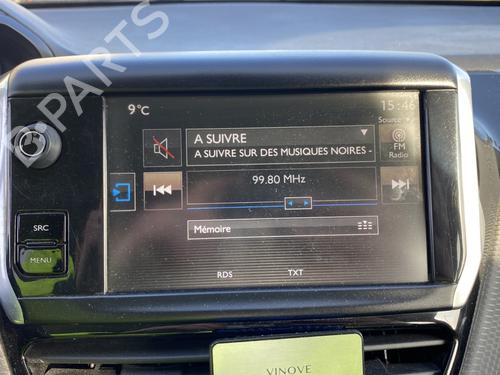 B-PARTS
9°C
15:46
Source
A SUIVRE
A SUIVRE SUR DES MUSIQUES NOIRES -
FM
Radio
99.80 MHz
SRC
MENU
Mémoire
RDS
TXT
VINOVE